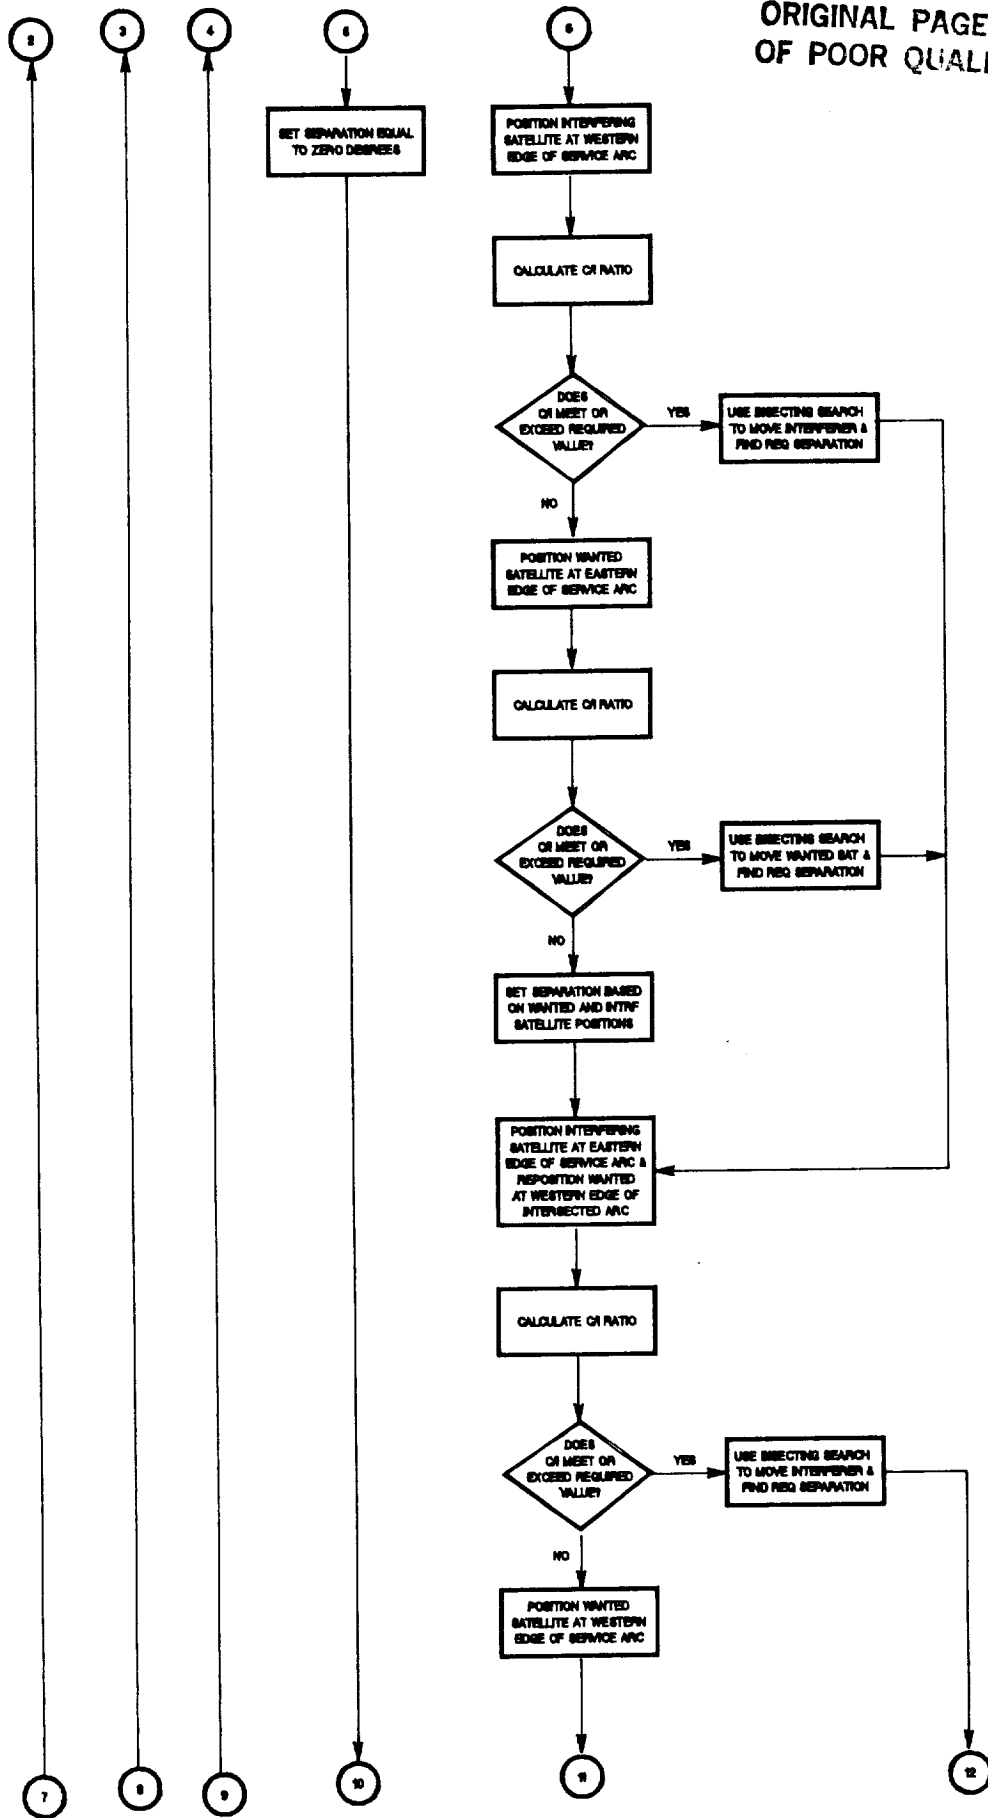 ORIGINAL PAGE
OF POOR QUALI
2
3
4
5
6
SET SEPARATION EQUAL
TO ZERO DEGREES
POSITION INTERFERING
SATELLITE AT WESTERN
EDGE OF SERVICE ARC
CALCULATE C/I RATIO
DOES
C/I MEET OR
EXCEED REQUIRED
VALUE?
YES
USE BISECTING SEARCH
TO MOVE INTERFERER &
FIND REQ SEPARATION
NO
POSITION WANTED
SATELLITE AT EASTERN
EDGE OF SERVICE ARC
CALCULATE C/I RATIO
DOES
C/I MEET OR
EXCEED REQUIRED
VALUE?
YES
USE BISECTING SEARCH
TO MOVE WANTED SAT &
FIND REQ SEPARATION
NO
SET SEPARATION BASED
ON WANTED AND INTRF
SATELLITE POSITIONS
POSITION INTERFERING
SATELLITE AT EASTERN
EDGE OF SERVICE ARC &
REPOSITION WANTED
AT WESTERN EDGE OF
INTERSECTED ARC
CALCULATE C/I RATIO
DOES
C/I MEET OR
EXCEED REQUIRED
VALUE?
YES
USE BISECTING SEARCH
TO MOVE INTERFERER &
FIND REQ SEPARATION
NO
POSITION WANTED
SATELLITE AT WESTERN
EDGE OF SERVICE ARC
7
8
9
10
11
12